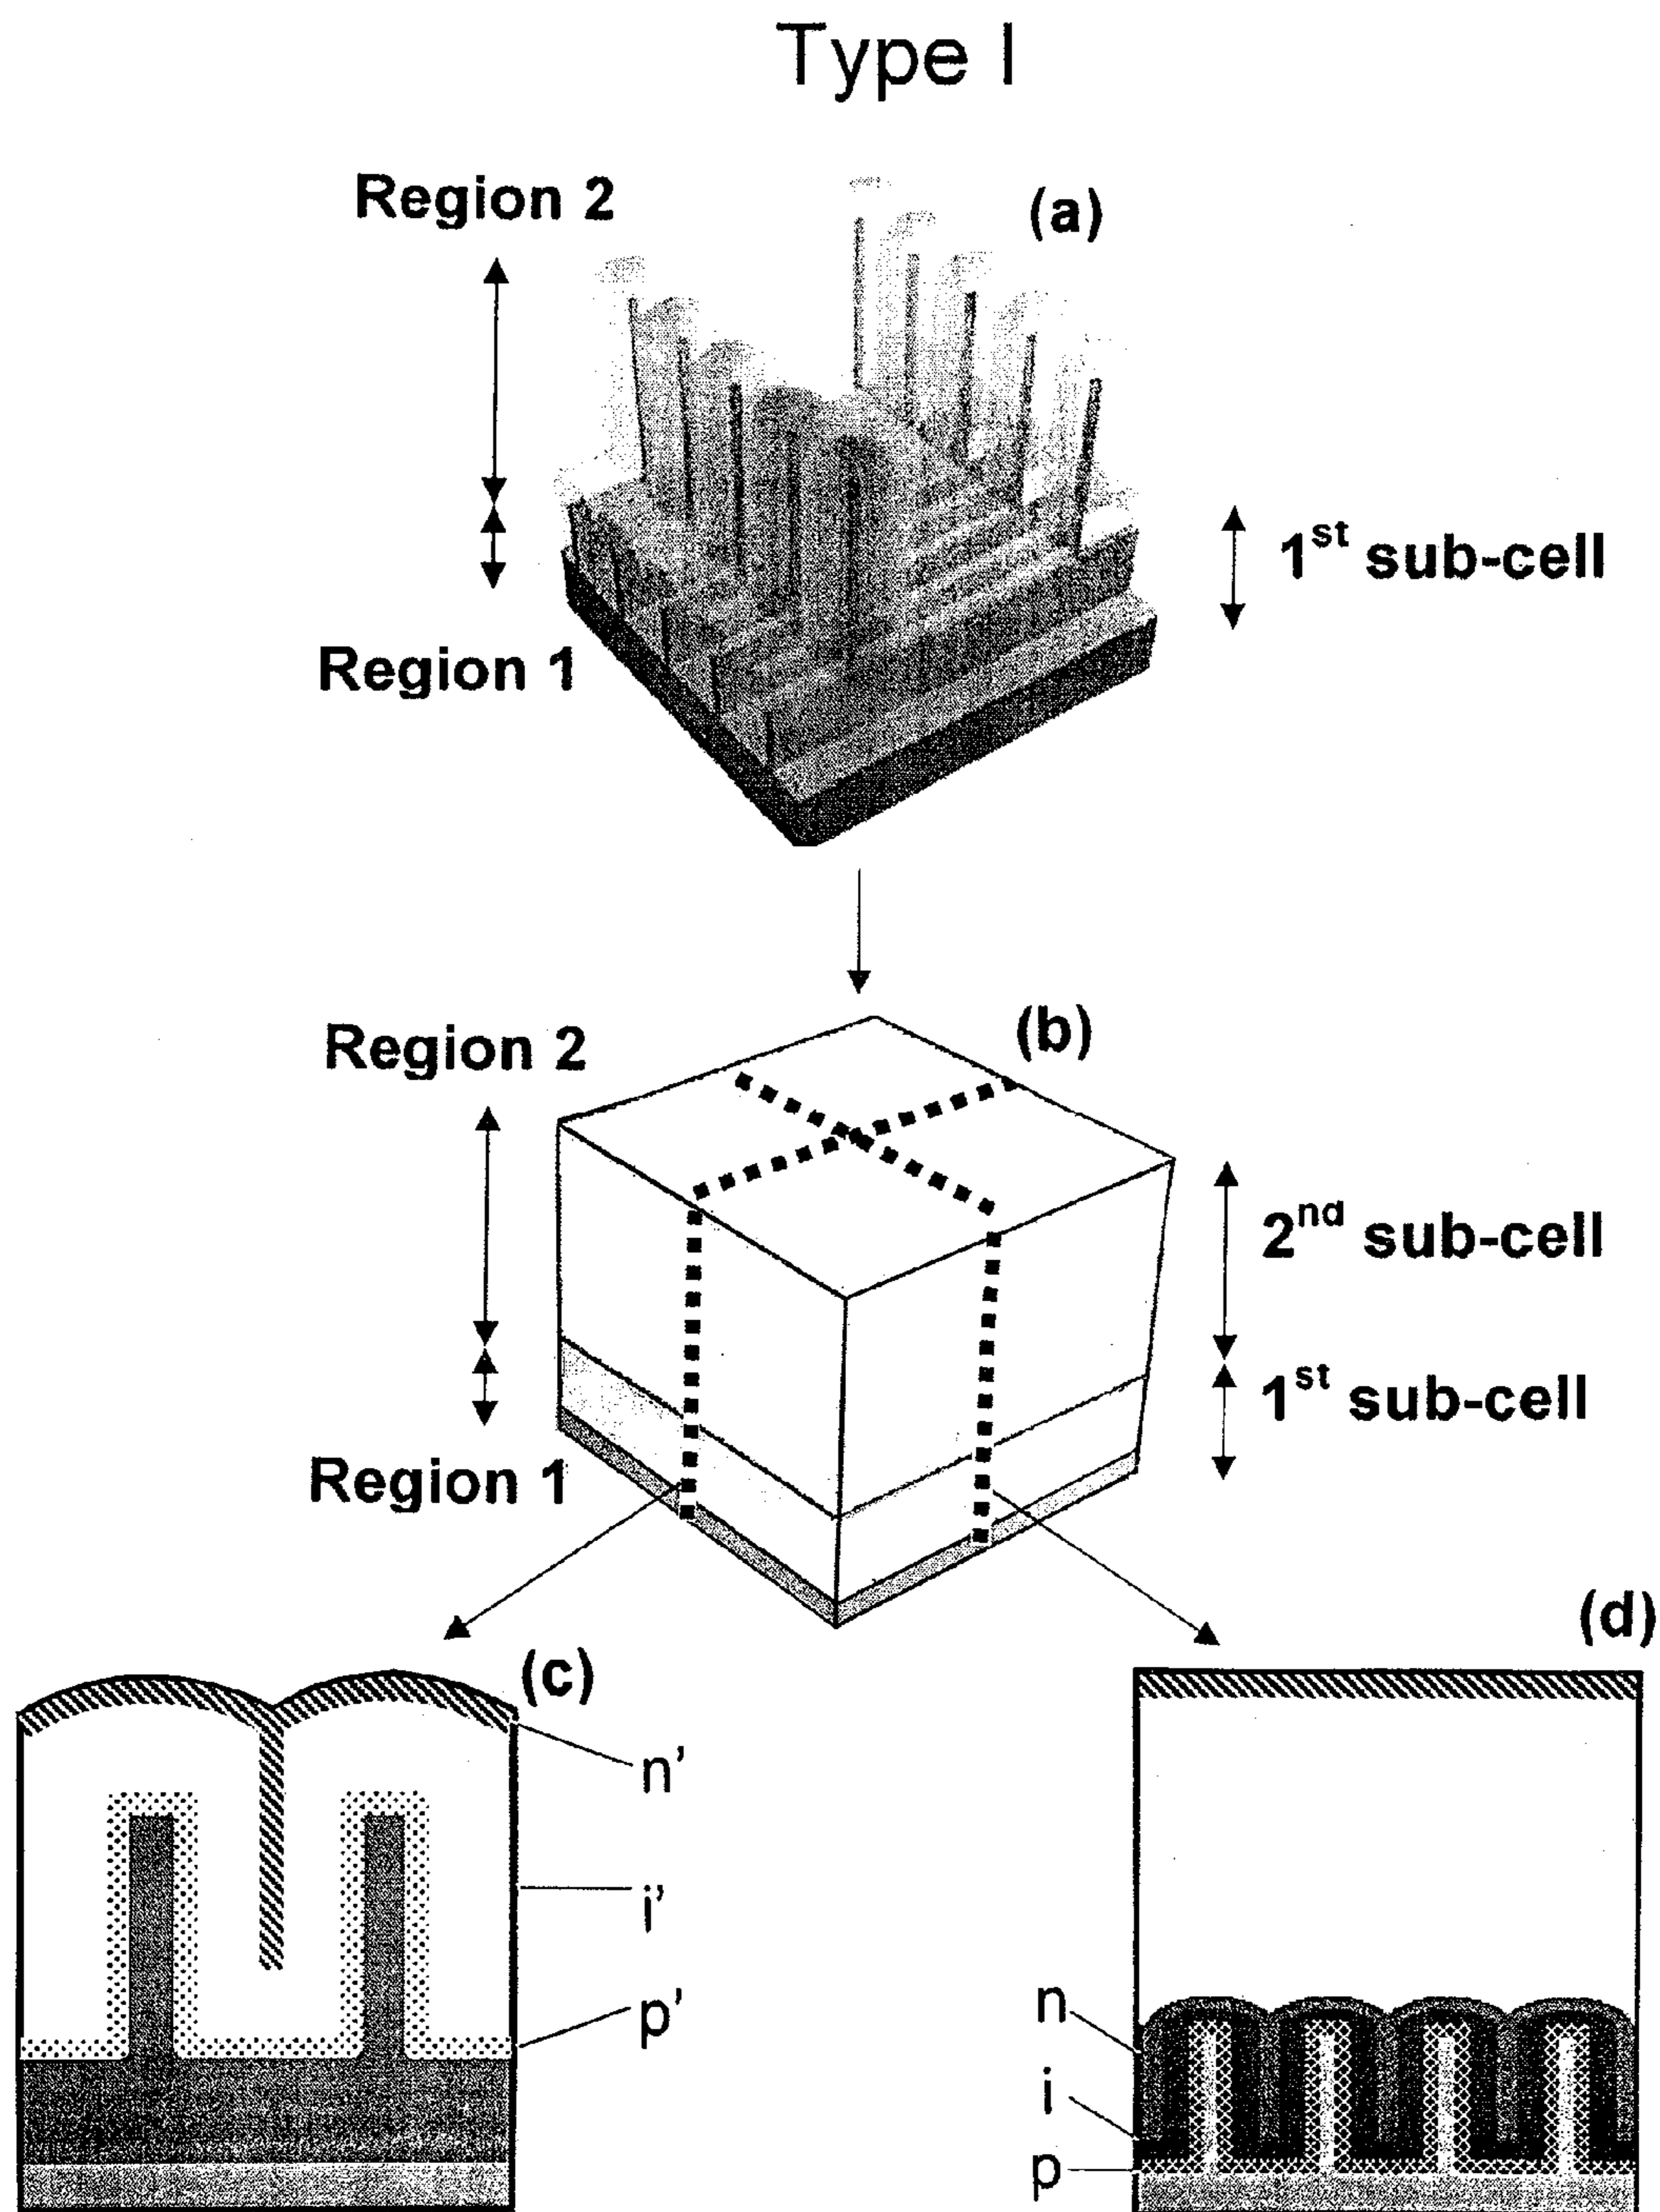 Type I
Region 2
(a)
1st sub-cell
Region 1
Region 2
(b)
2nd sub-cell
1st sub-cell
Region 1
(c)
(d)
n’
i’
p’
n
i
p